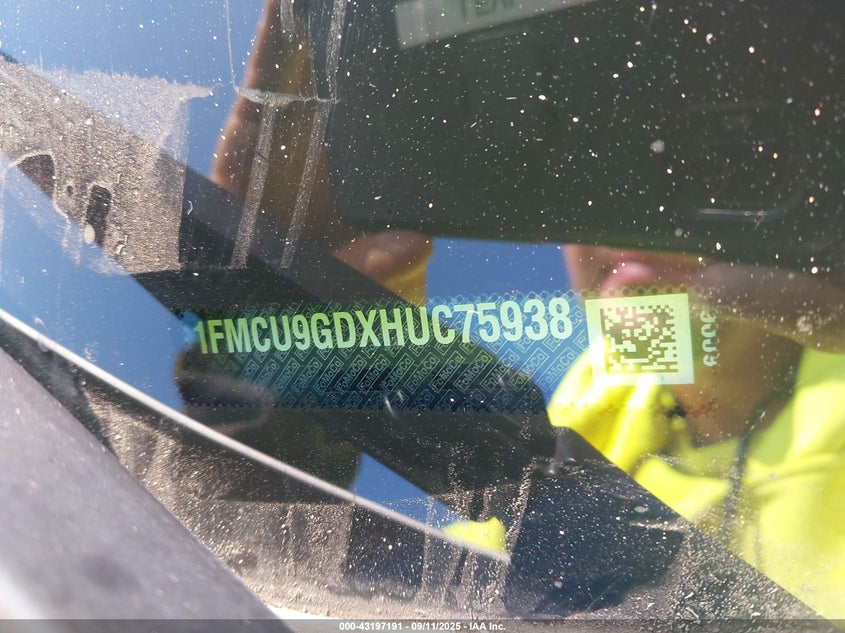 1FMCU9GDXHUC75938
000-43197191 - 09/11/2025 - IAA Inc.